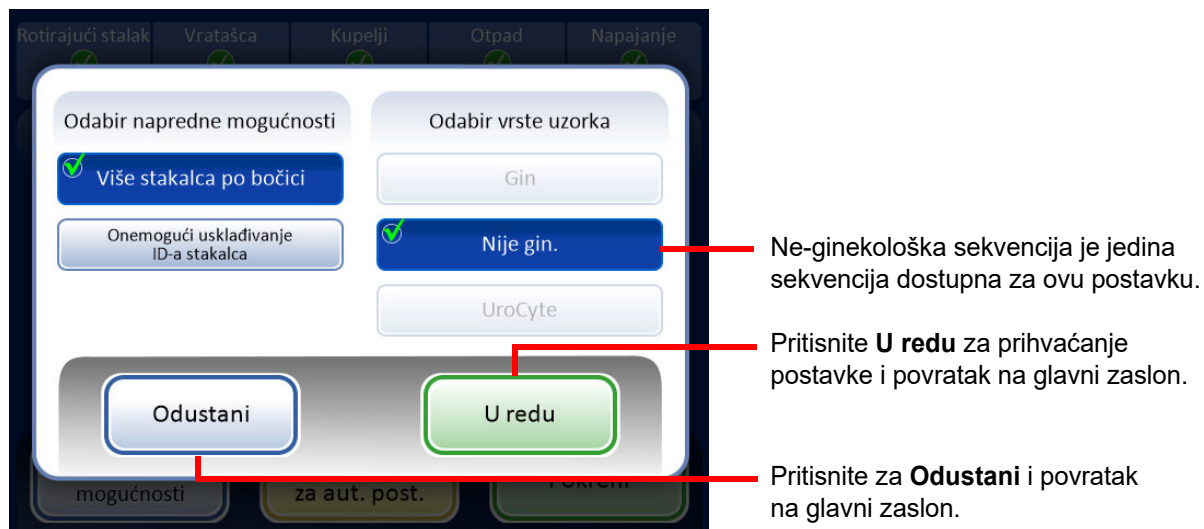 Rotirajući stalak
Vratašca
Kupelji
Otpad
Napajanje
Odabir napredne mogućnosti
Više stakalca po bočici
Onemogući usklađivanje
ID-a stakalca
Odabir vrste uzorka
Gin
Nije gin.
UroCyte
Odustani
U redu
mogućnosti
za aut. post.
Ne-ginekološka sekvencija je jedina
sekvencija dostupna za ovu postavku.
Pritisnite U redu za prihvaćanje
postavke i povratak na glavni zaslon.
Pritisnite za Odustani i povratak
na glavni zaslon.